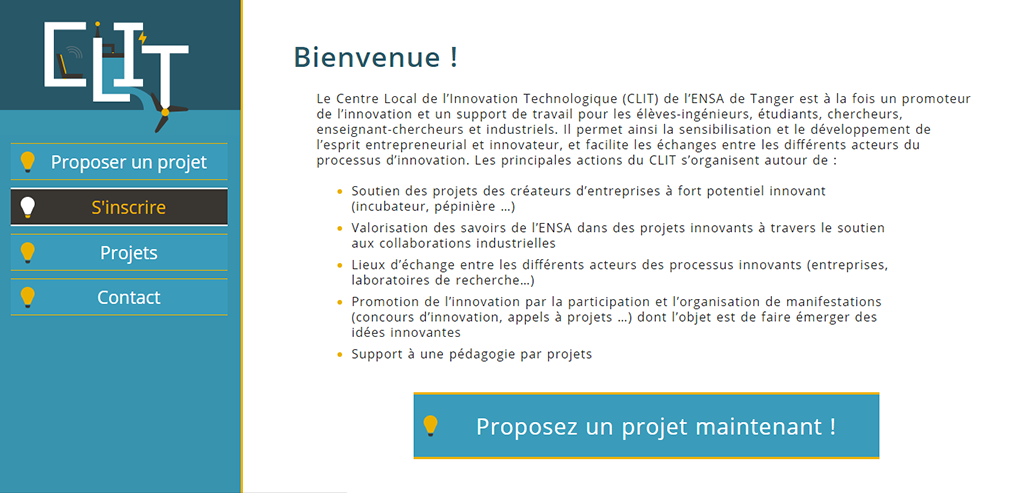 CLIT
Proposer un projet
S'inscrire
Projets
Contact
Bienvenue !
Le Centre Local de l’Innovation Technologique (CLIT) de l’ENSA de Tanger est à la fois un promoteur
de l’innovation et un support de travail pour les élèves-ingénieurs, étudiants, chercheurs,
enseignant-chercheurs et industriels. Il permet ainsi la sensibilisation et le développement de
l’esprit entrepreneurial et innovateur, et facilite les échanges entre les différents acteurs du
processus d’innovation. Les principales actions du CLIT s’organisent autour de :
Soutien des projets des créateurs d’entreprises à fort potentiel innovant
(incubateur, pépinière …)
Valorisation des savoirs de l’ENSA dans des projets innovants à travers le soutien
aux collaborations industrielles
Lieux d’échange entre les différents acteurs des processus innovants (entreprises,
laboratoires de recherche…)
Promotion de l’innovation par la participation et l’organisation de manifestations
(concours d’innovation, appels à projets …) dont l’objet est de faire émerger des
idées innovantes
Support à une pédagogie par projets
Proposez un projet maintenant !